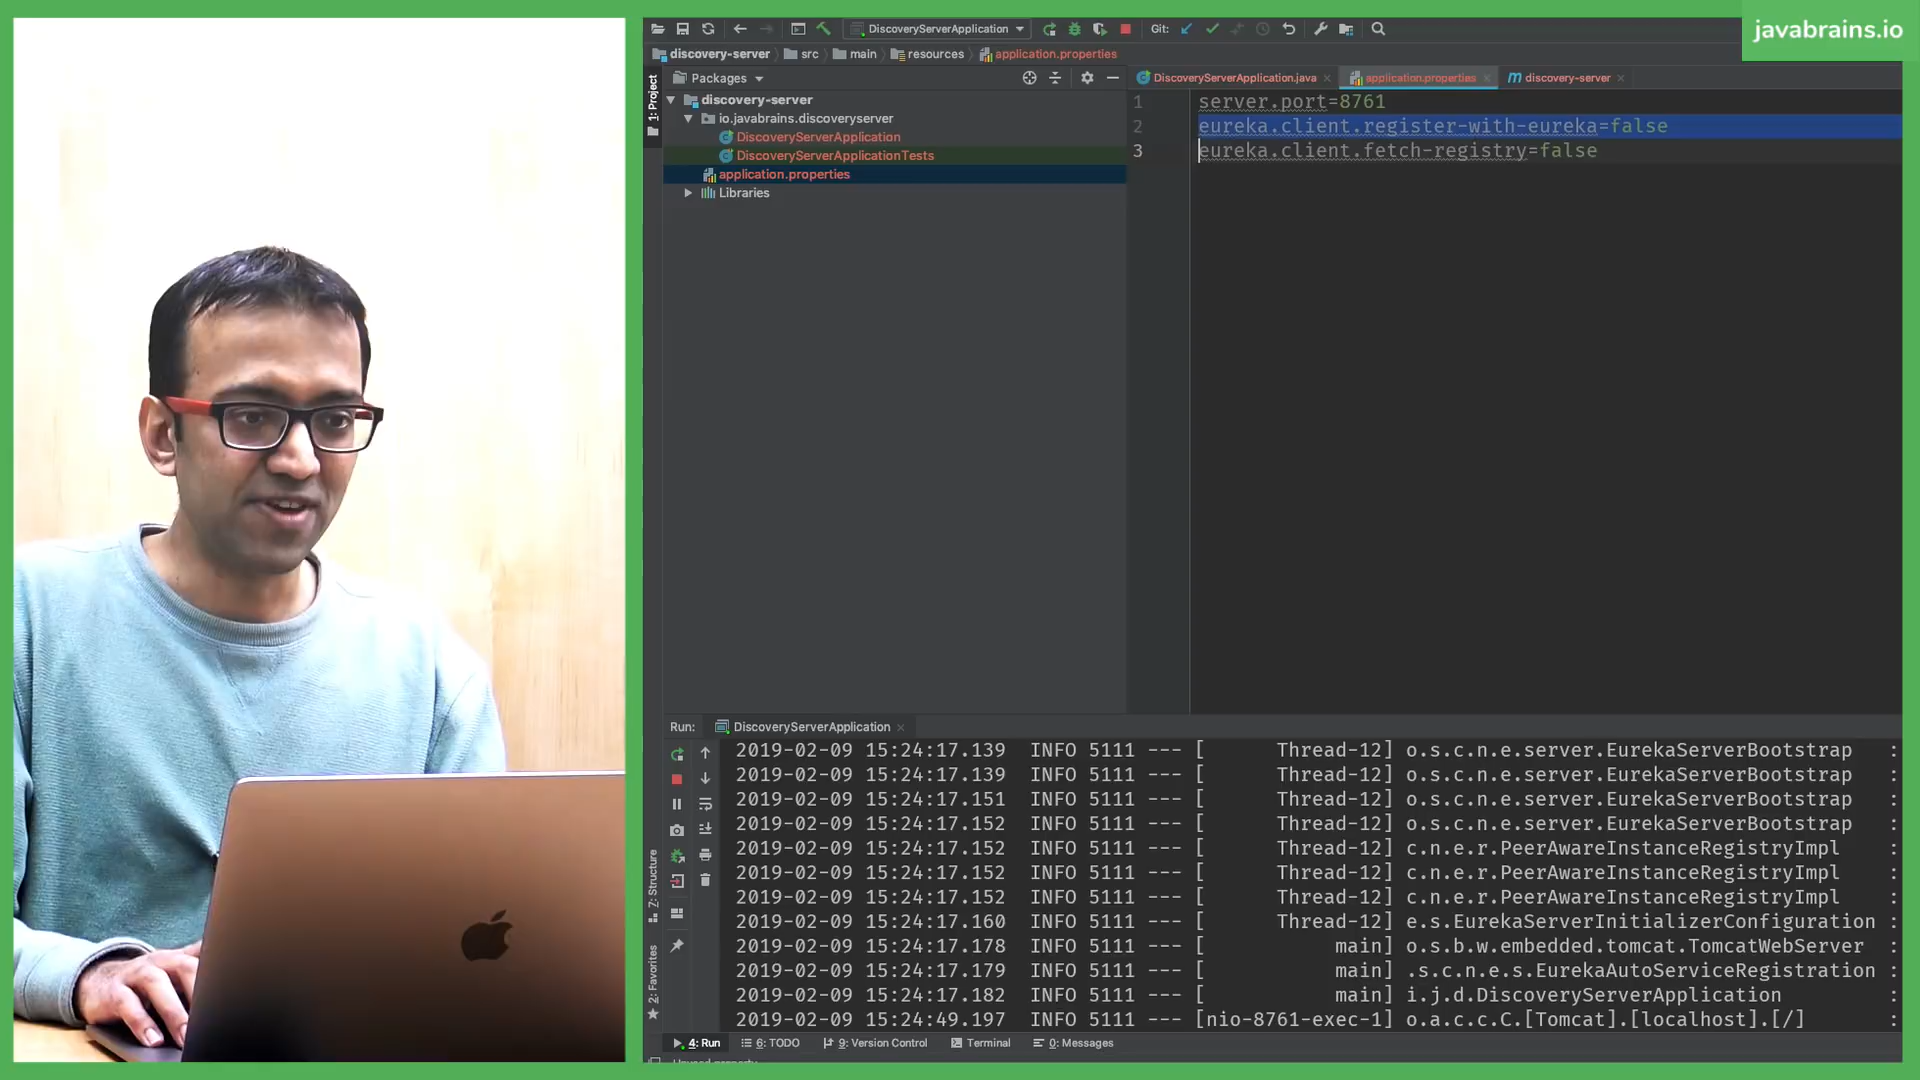 javabrains.io
DiscoveryServerApplication
Git:
discovery-server
src
main
resources
application.properties
Packages
DiscoveryServerApplication.java
application.properties
discovery-server
1: Project
discovery-server
io.javabrains.discoveryserver
DiscoveryServerApplication
DiscoveryServerApplicationTests
application.properties
Libraries
1 server.port=8761
2 eureka.client.register-with-eureka=false
3 eureka.client.fetch-registry=false
Run: DiscoveryServerApplication
2019-02-09 15:24:17.139 INFO 5111 --- [ Thread-12] o.s.c.n.e.server.EurekaServerBootstrap :
2019-02-09 15:24:17.139 INFO 5111 --- [ Thread-12] o.s.c.n.e.server.EurekaServerBootstrap :
2019-02-09 15:24:17.151 INFO 5111 --- [ Thread-12] o.s.c.n.e.server.EurekaServerBootstrap :
2019-02-09 15:24:17.152 INFO 5111 --- [ Thread-12] o.s.c.n.e.server.EurekaServerBootstrap :
2019-02-09 15:24:17.152 INFO 5111 --- [ Thread-12] c.n.e.r.PeerAwareInstanceRegistryImpl :
2019-02-09 15:24:17.152 INFO 5111 --- [ Thread-12] c.n.e.r.PeerAwareInstanceRegistryImpl :
2019-02-09 15:24:17.152 INFO 5111 --- [ Thread-12] c.n.e.r.PeerAwareInstanceRegistryImpl :
2019-02-09 15:24:17.160 INFO 5111 --- [ Thread-12] e.s.EurekaServerInitializerConfiguration :
2019-02-09 15:24:17.178 INFO 5111 --- [ main] o.s.b.w.embedded.tomcat.TomcatWebServer :
2019-02-09 15:24:17.179 INFO 5111 --- [ main] .s.c.n.e.s.EurekaAutoServiceRegistration :
2019-02-09 15:24:17.182 INFO 5111 --- [ main] i.j.d.DiscoveryServerApplication :
2019-02-09 15:24:49.197 INFO 5111 --- [nio-8761-exec-1] o.a.c.c.C.[Tomcat].[localhost].[/] :
7: Structure
2: Favorites
4: Run
6: TODO
9: Version Control
Terminal
0: Messages